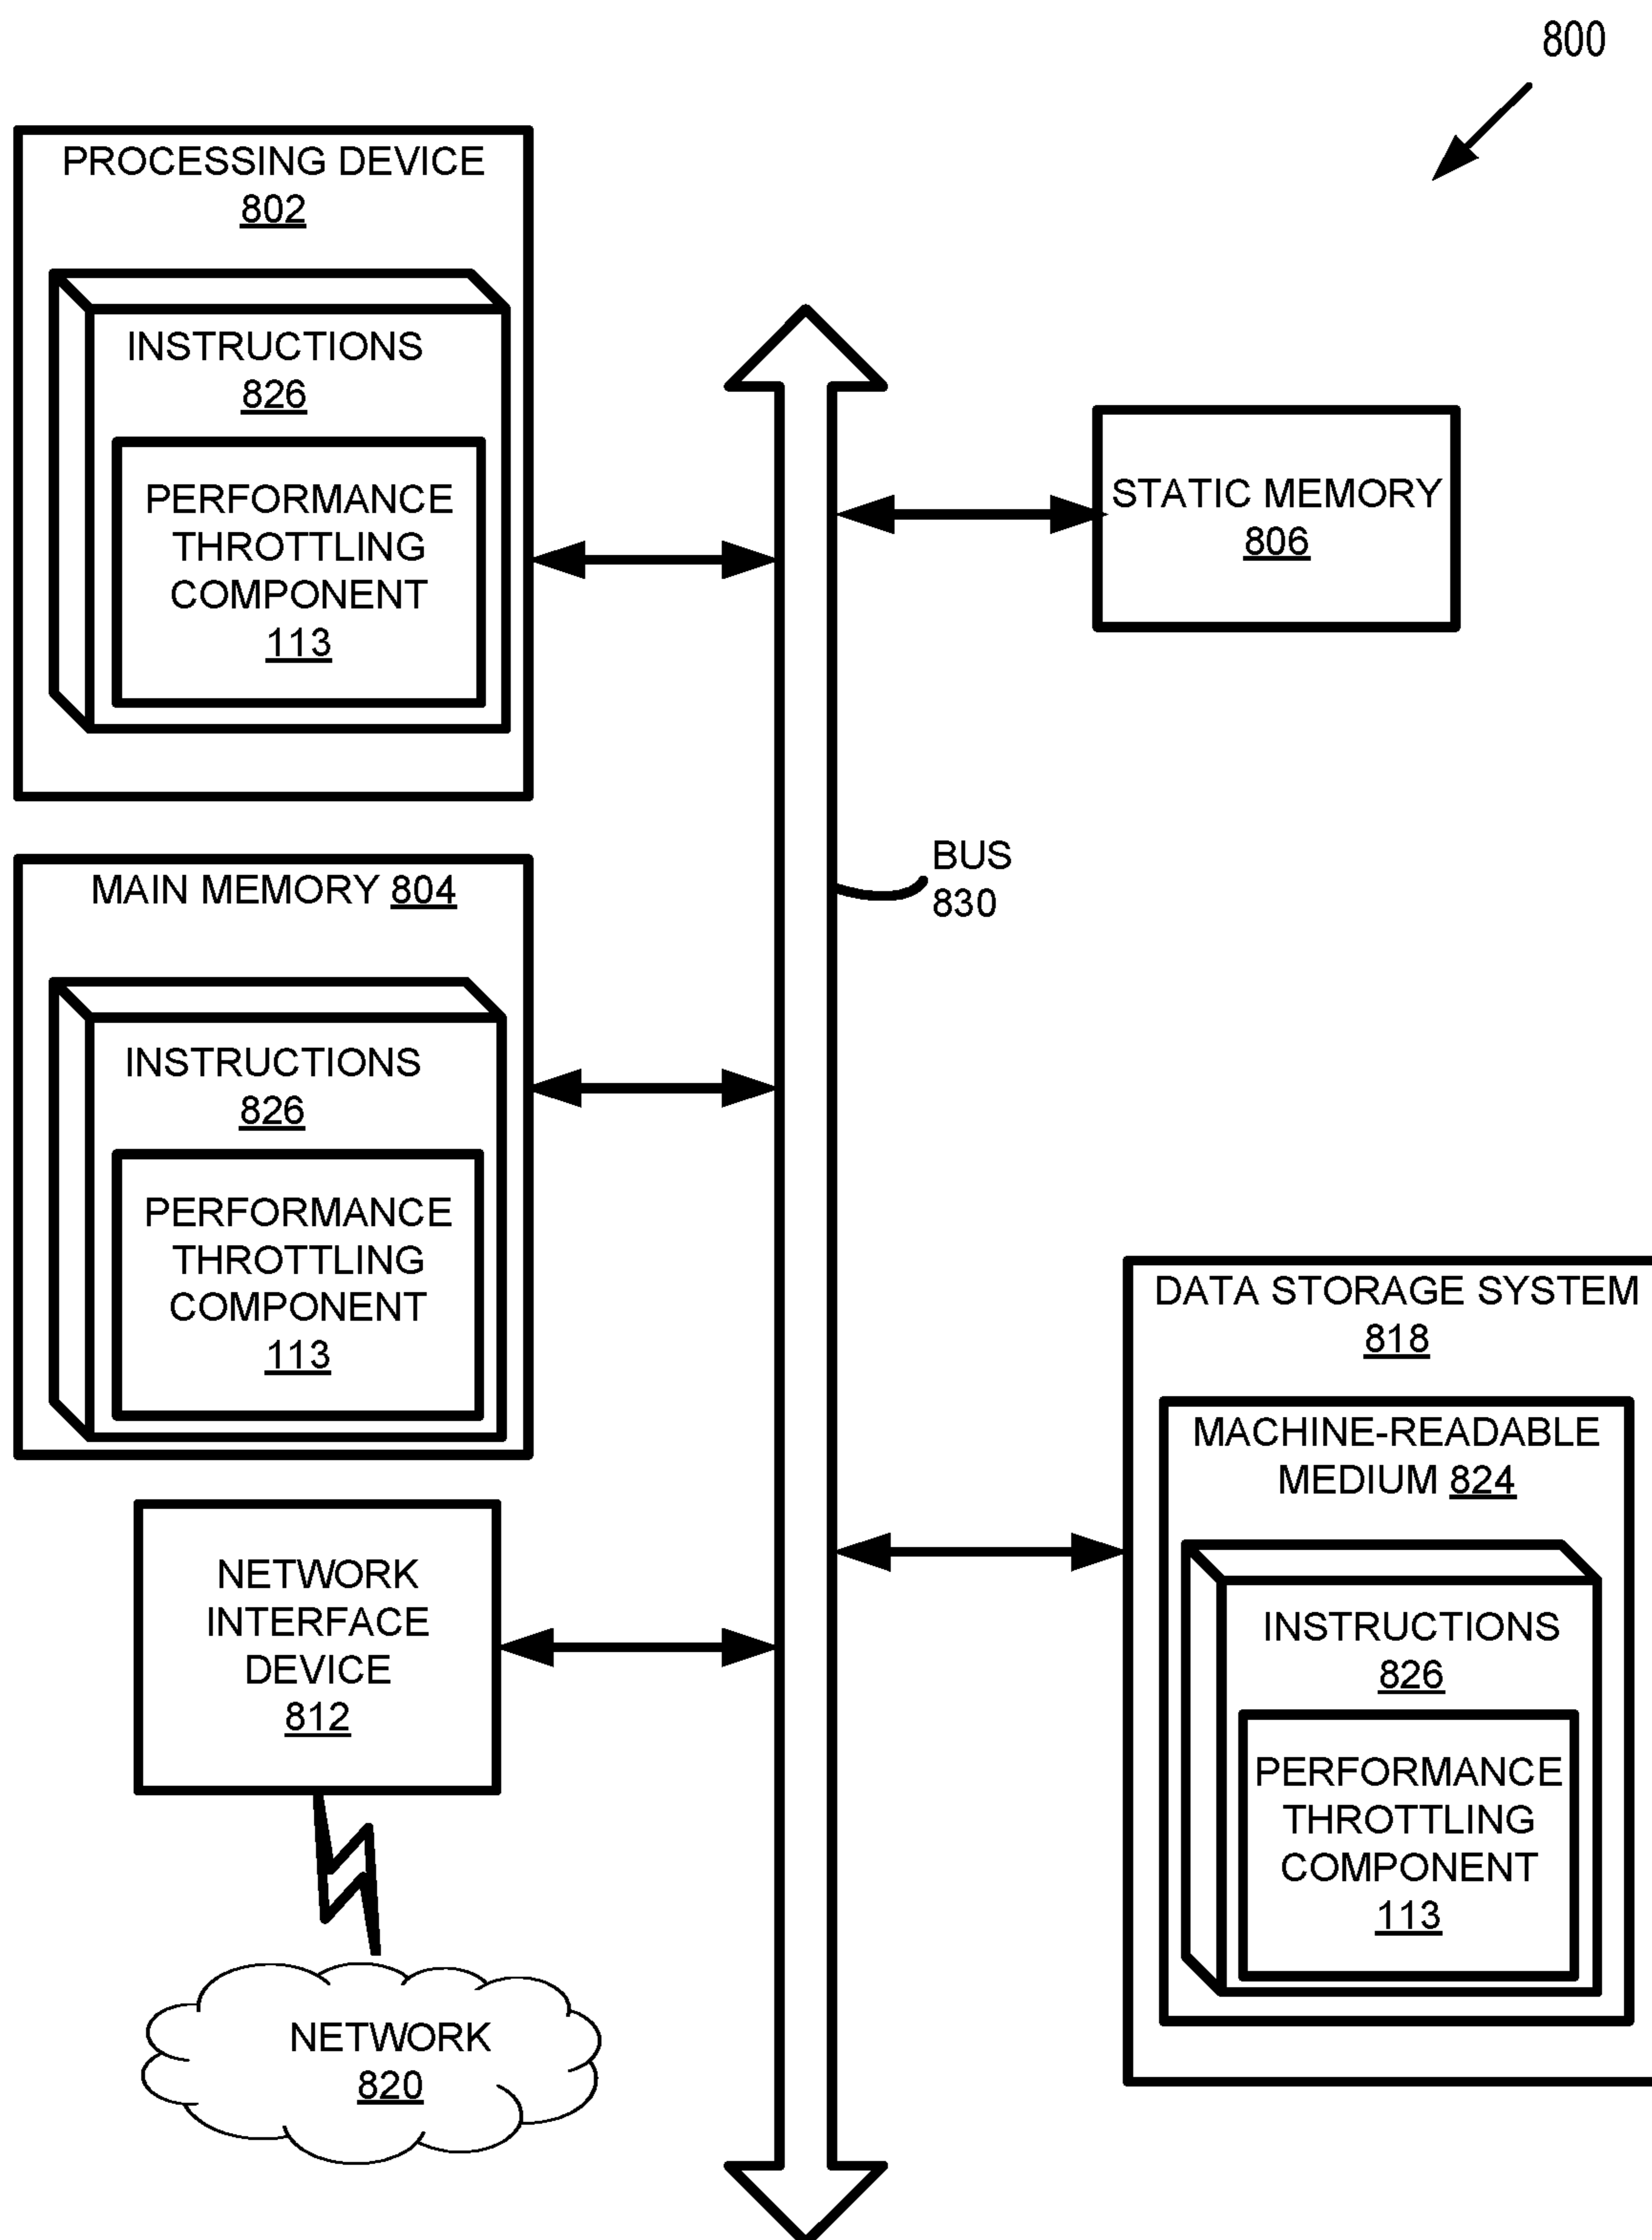 800
PROCESSING DEVICE
802
INSTRUCTIONS
826
PERFORMANCE
THROTTLING
COMPONENT
113
STATIC MEMORY
806
BUS
830
MAIN MEMORY 804
INSTRUCTIONS
826
PERFORMANCE
THROTTLING
COMPONENT
113
DATA STORAGE SYSTEM
818
MACHINE-READABLE
MEDIUM 824
INSTRUCTIONS
826
PERFORMANCE
THROTTLING
COMPONENT
113
NETWORK
INTERFACE
DEVICE
812
NETWORK
820